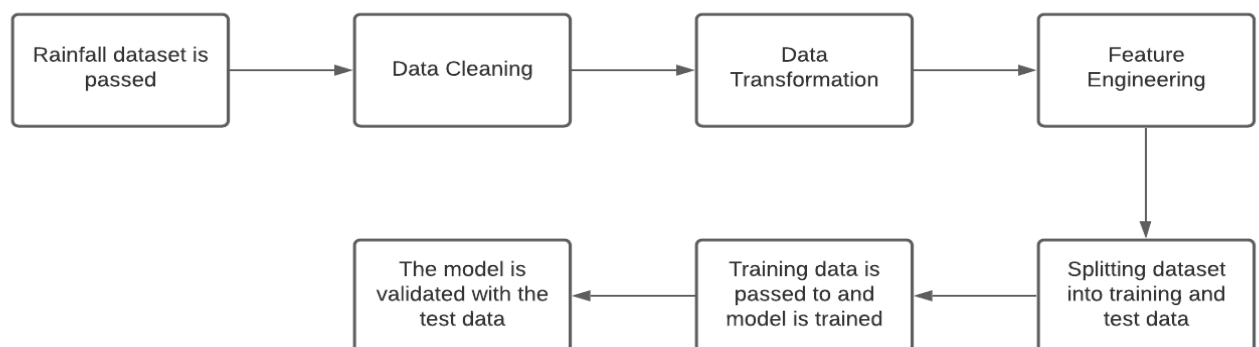 Rainfall dataset is
passed
Data Cleaning
Data
Transformation
Feature
Engineering
Splitting dataset
into training and
test data
Training data is
passed to and
model is trained
The model is
validated with the
test data